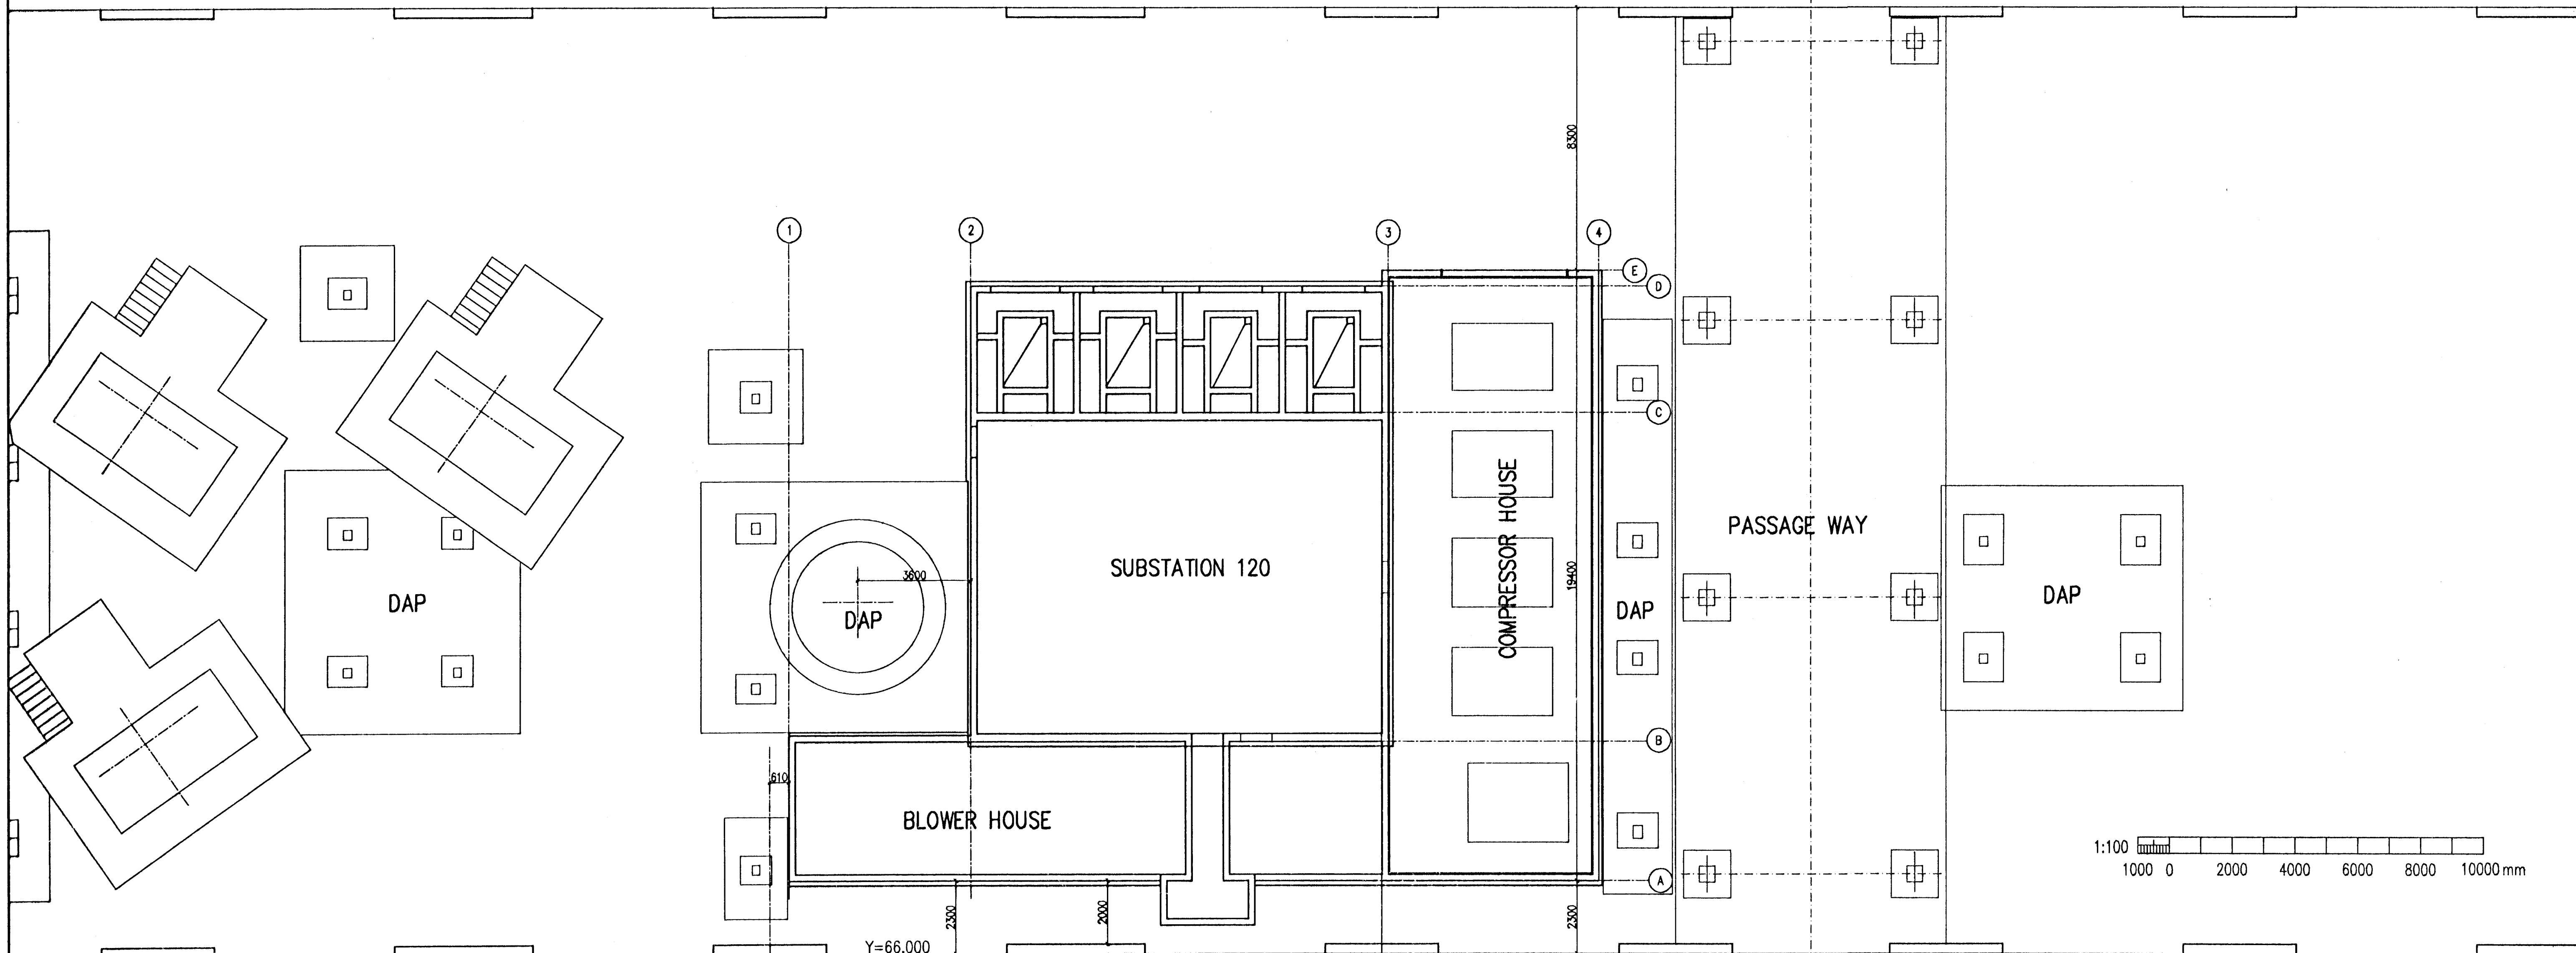 8300
1
2
3
4
E
D
C
COMPRESSOR HOUSE
PASSAGE WAY
SUBSTATION 120
3600
19400
DAP
DAP
DAP
DAP
B
610
BLOWER HOUSE
1:100
1000 0 2000 4000 6000 8000 10000 mm
A
2300
2000
2300
Y=66.000